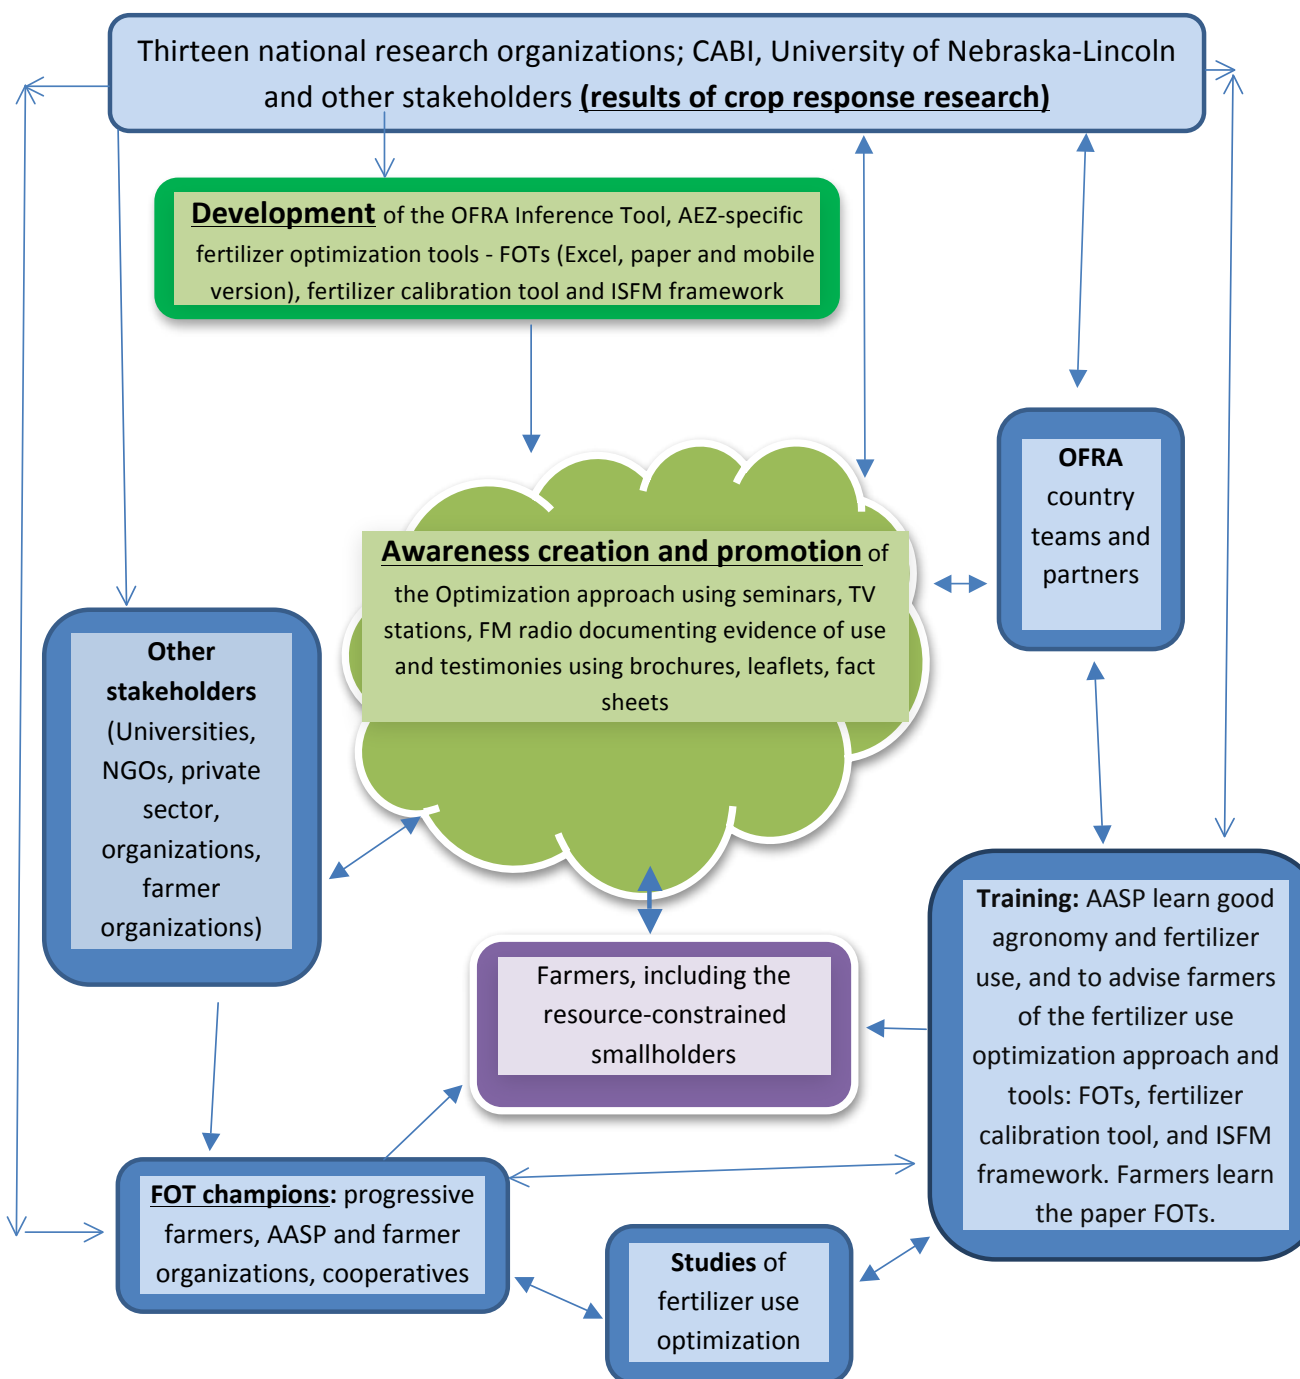 Thirteen national research organizations; CABI, University of Nebraska-Lincoln
and other stakeholders (results of crop response research)
Development of the OFRA Inference Tool, AEZ-specific
fertilizer optimization tools - FOTs (Excel, paper and mobile
version), fertilizer calibration tool and ISFM framework
OFRA
country
teams and
partners
Awareness creation and promotion of
the Optimization approach using seminars, TV
stations, FM radio documenting evidence of use
and testimonies using brochures, leaflets, fact
sheets
Other
stakeholders
(Universities,
NGOs, private
sector,
organizations,
farmer
organizations)
Farmers, including the
resource-constrained
smallholders
Training: AASP learn good
agronomy and fertilizer
use, and to advise farmers
of the fertilizer use
optimization approach and
tools: FOTs, fertilizer
calibration tool, and ISFM
framework. Farmers learn
the paper FOTs.
FOT champions: progressive
farmers, AASP and farmer
organizations, cooperatives
Studies of
fertilizer use
optimization